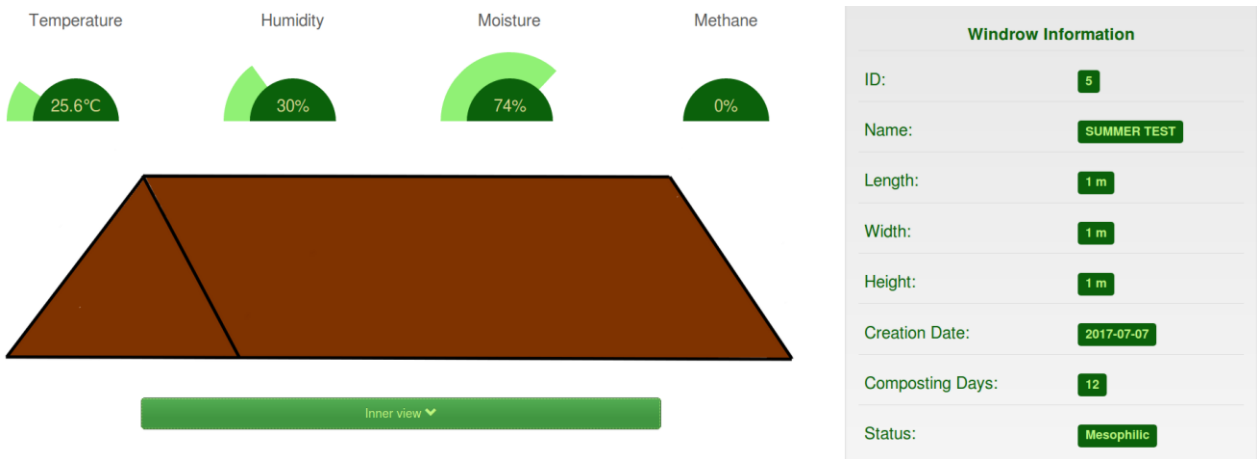 Temperature Humidity Moisture Methane
25.6°C 30% 74% 0%
Inner view
Windrow Information
ID: 5
Name: SUMMER TEST
Length: 1 m
Width: 1 m
Height: 1 m
Creation Date: 2017-07-07
Composting Days: 12
Status: Mesophilic